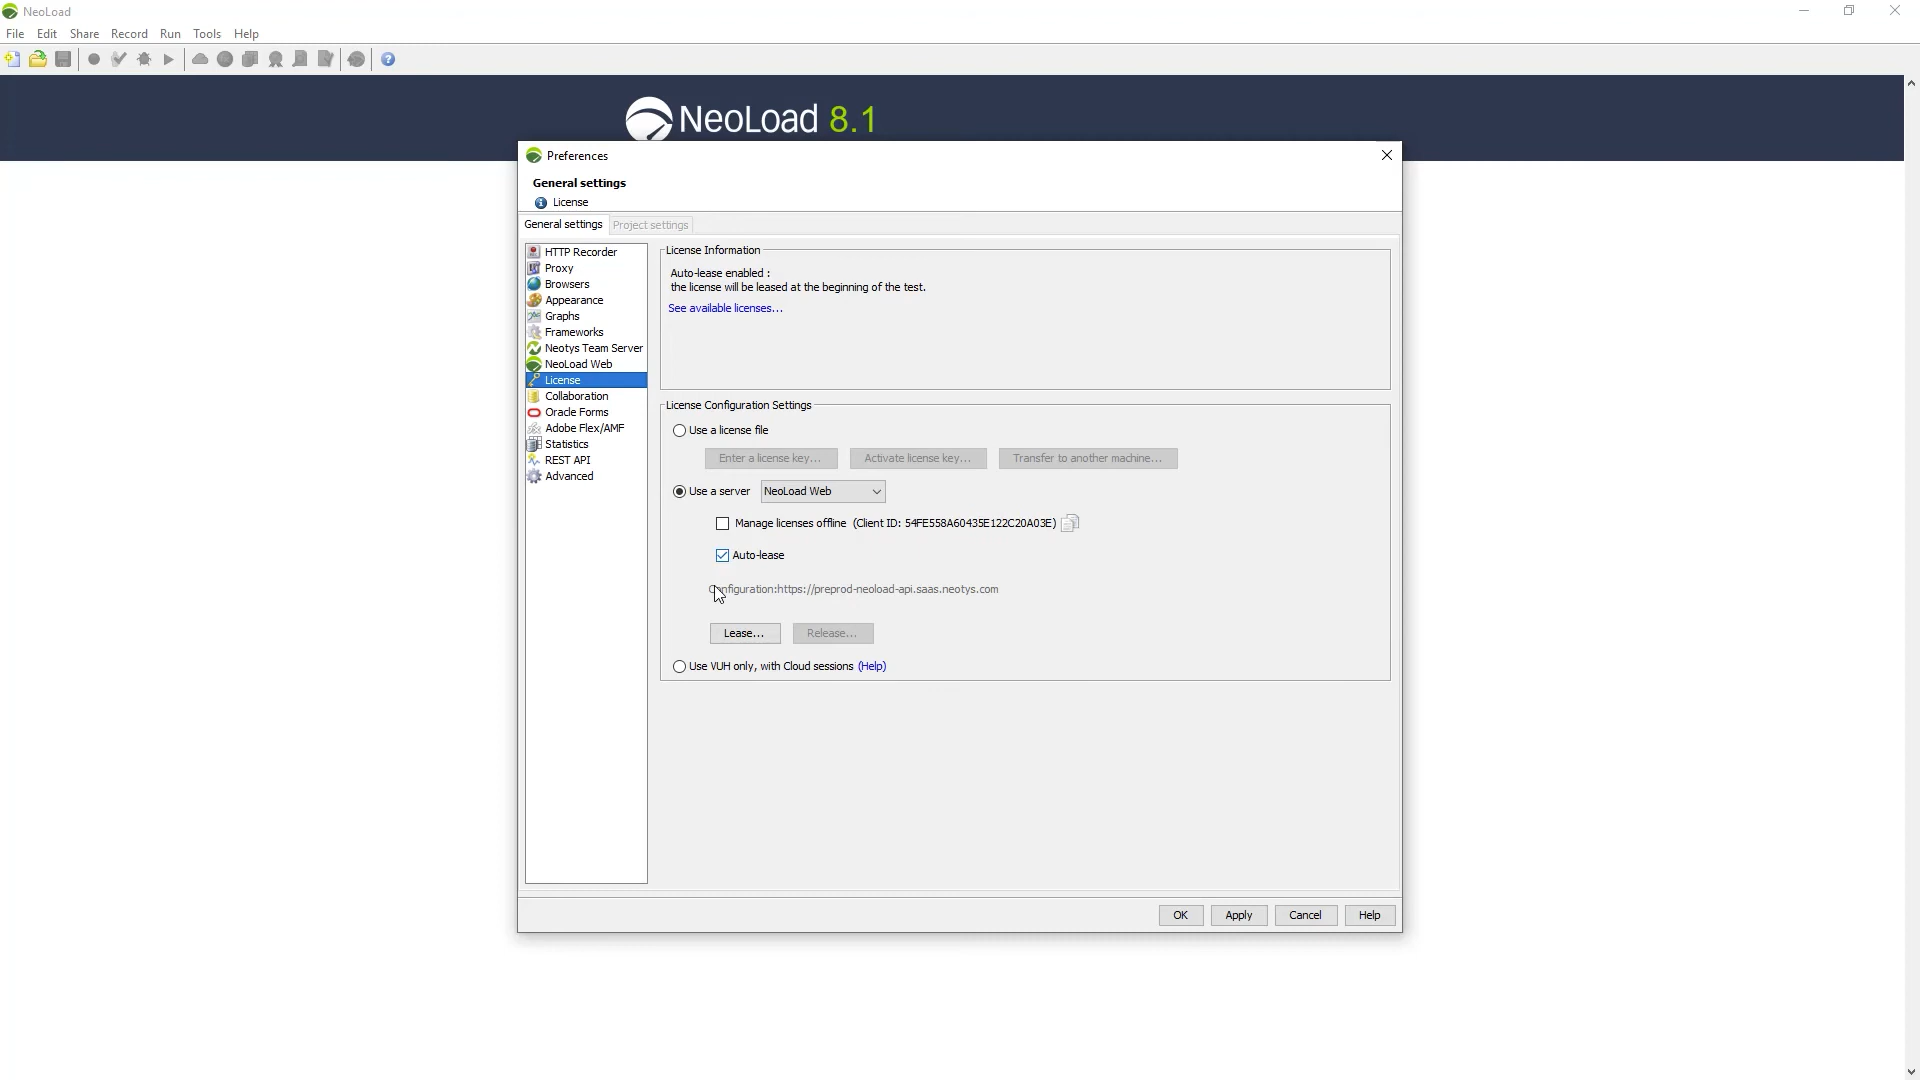 NeoLoad
File Edit Share Record Run Tools Help
NeoLoad 8.1
Preferences
General settings
License
General settings Project settings
HTTP Recorder
Proxy
Browsers
Appearance
Graphs
Frameworks
Neotys Team Server
NeoLoad Web
License
Collaboration
Oracle Forms
Adobe Flex/AMF
Statistics
REST API
Advanced
License Information
Auto-lease enabled :
the license will be leased at the beginning of the test.
See available licenses...
License Configuration Settings
Use a license file
Enter a license key... Activate license key... Transfer to another machine...
Use a server NeoLoad Web
Manage licenses offline (Client ID: 54FE558A60435E122C20A03E)
Auto-lease
Configuration:https://preprod-neoload-api.saas.neotys.com
Lease... Release...
Use VUH only, with Cloud sessions (Help)
OK Apply Cancel Help